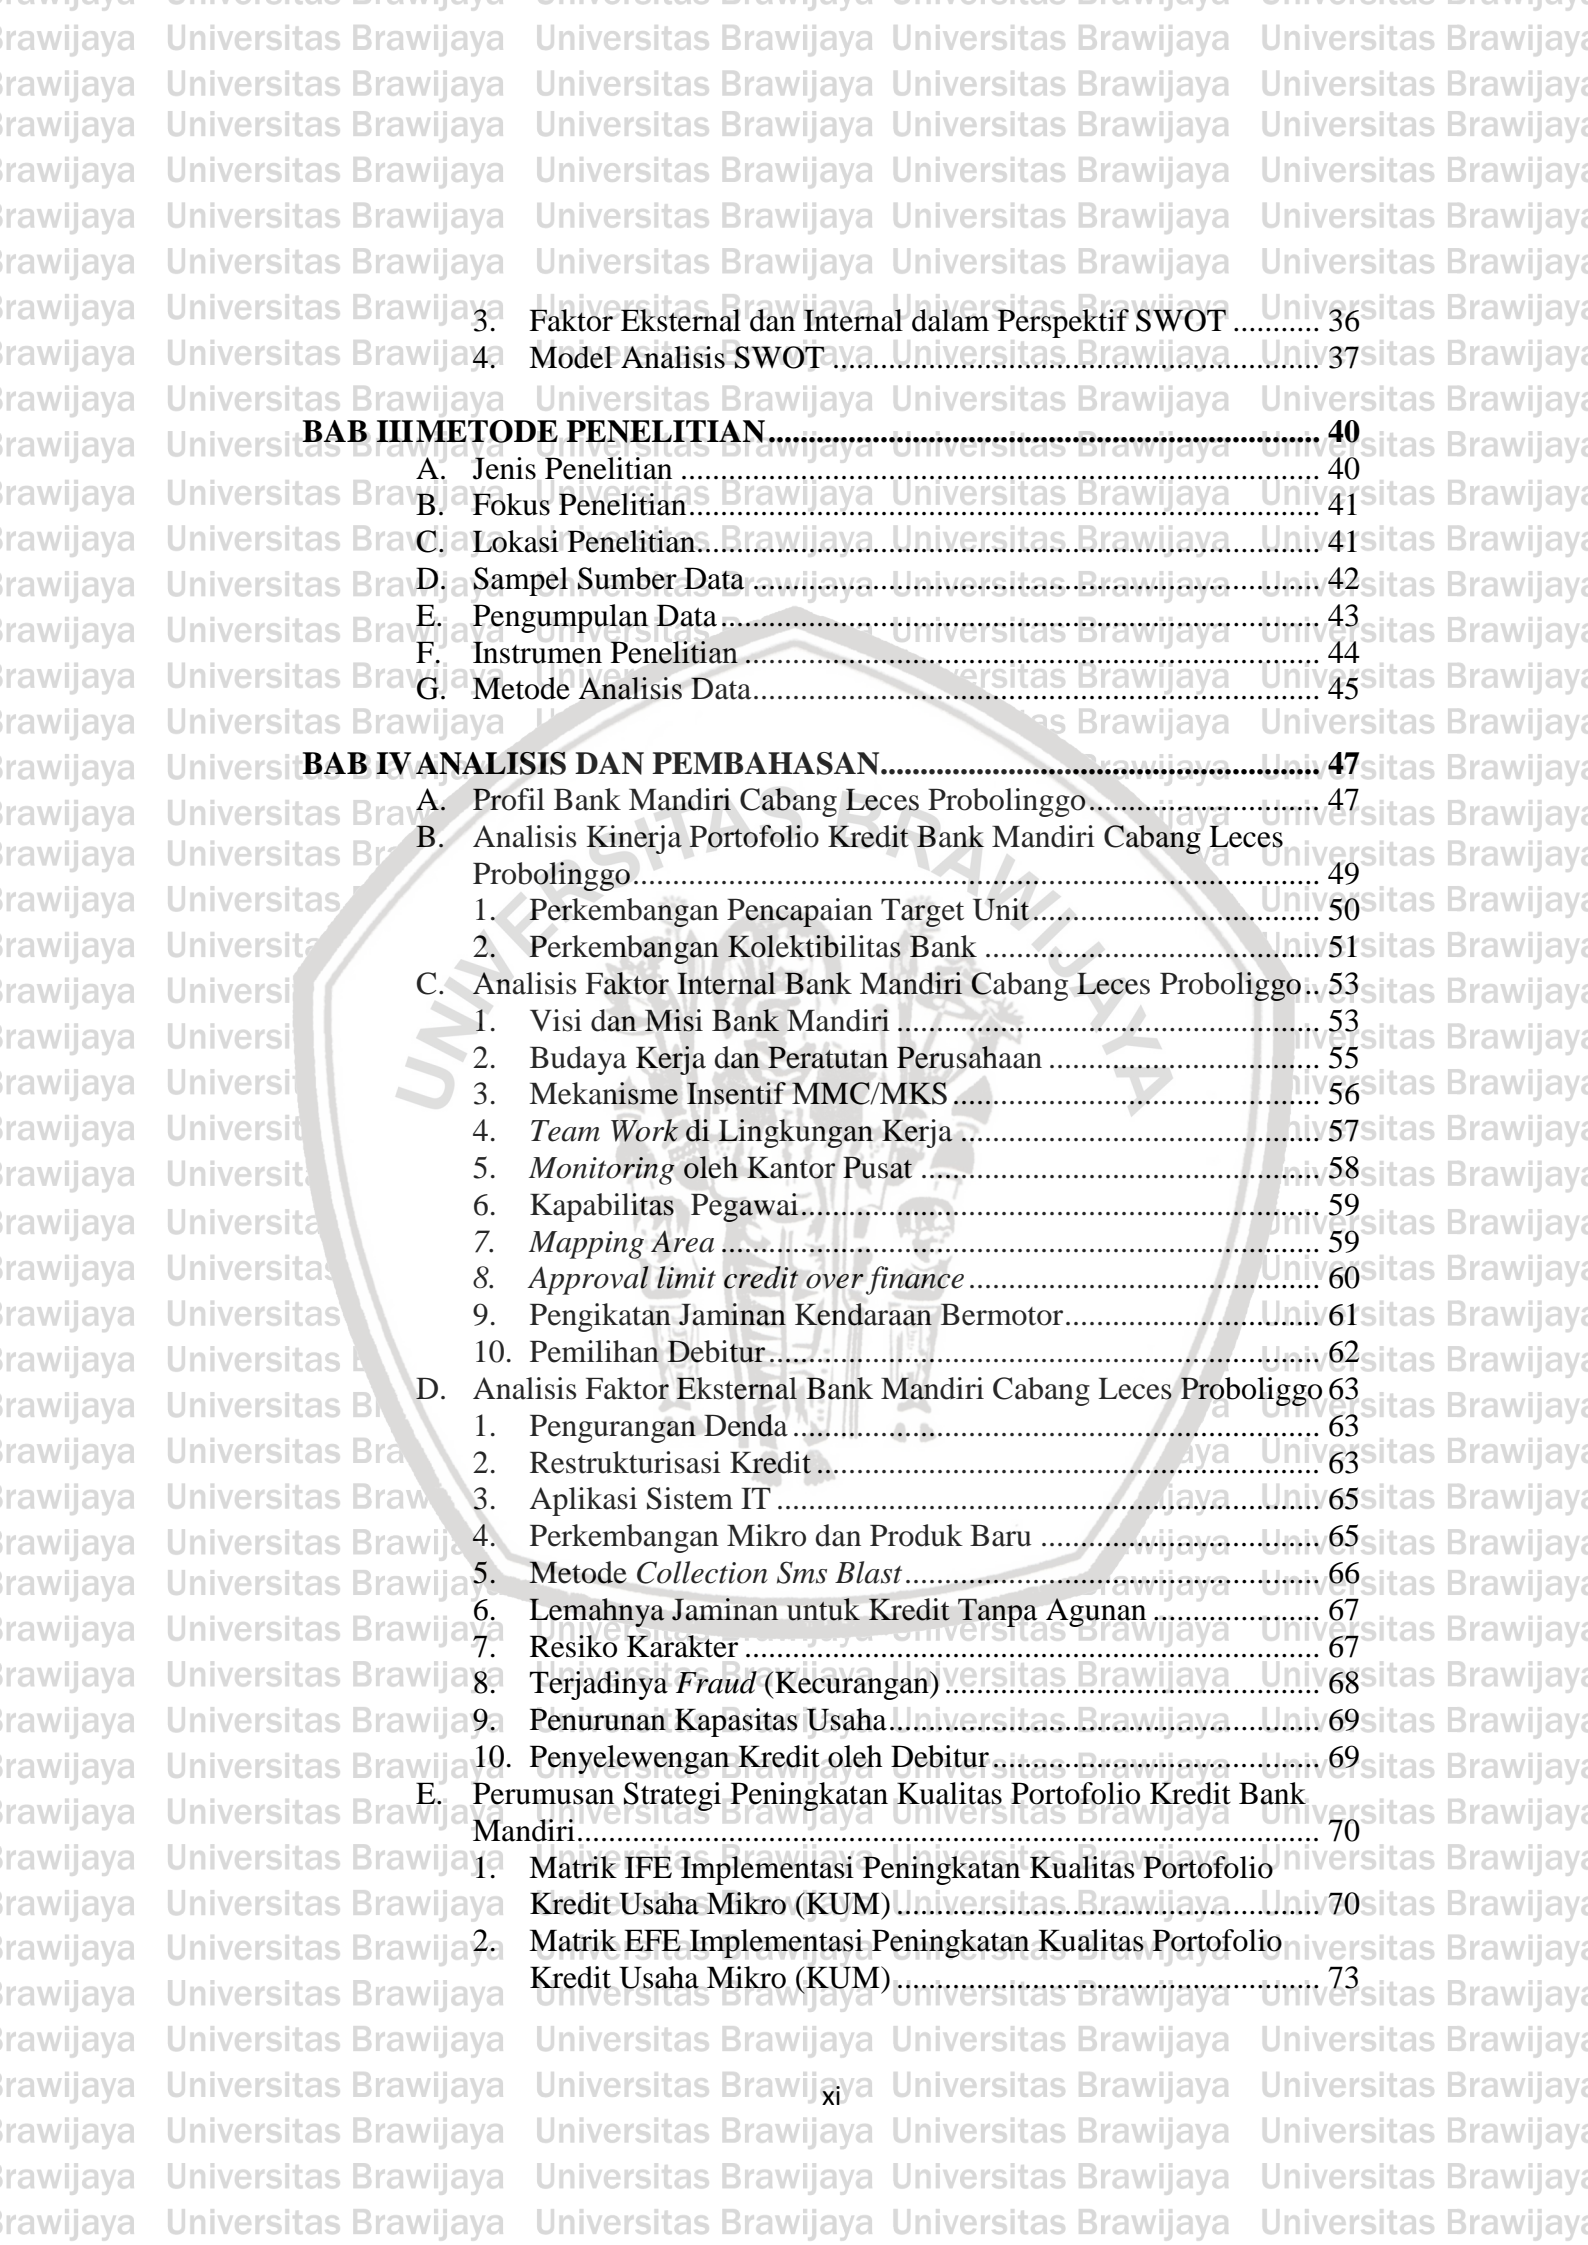 3. Faktor Eksternal dan Internal dalam Perspektif SWOT ........... 36
4. Model Analisis SWOT ............................................................. 37
BAB III METODE PENELITIAN ................................................................... 40
A. Jenis Penelitian ................................................................................ 40
B. Fokus Penelitian ............................................................................... 41
C. Lokasi Penelitian .............................................................................. 41
D. Sampel Sumber Data ....................................................................... 42
E. Pengumpulan Data ........................................................................... 43
F. Instrumen Penelitian ........................................................................ 44
G. Metode Analisis Data ....................................................................... 45
BAB IV ANALISIS DAN PEMBAHASAN ..................................................... 47
A. Profil Bank Mandiri Cabang Leces Probolinggo ............................. 47
B. Analisis Kinerja Portofolio Kredit Bank Mandiri Cabang Leces
Probolinggo ...................................................................................... 49
1. Perkembangan Pencapaian Target Unit .................................... 50
2. Perkembangan Kolektibilitas Bank .......................................... 51
C. Analisis Faktor Internal Bank Mandiri Cabang Leces Proboliggo .. 53
1. Visi dan Misi Bank Mandiri ..................................................... 53
2. Budaya Kerja dan Peratutan Perusahaan .................................. 55
3. Mekanisme Insentif MMC/MKS .............................................. 56
4. Team Work di Lingkungan Kerja ............................................. 57
5. Monitoring oleh Kantor Pusat .................................................. 58
6. Kapabilitas  Pegawai ................................................................. 59
7. Mapping Area ........................................................................... 59
8. Approval limit credit over finance ............................................ 60
9. Pengikatan Jaminan Kendaraan Bermotor ................................ 61
10. Pemilihan Debitur ..................................................................... 62
D. Analisis Faktor Eksternal Bank Mandiri Cabang Leces Proboliggo 63
1. Pengurangan Denda .................................................................. 63
2. Restrukturisasi Kredit ............................................................... 63
3. Aplikasi Sistem IT .................................................................... 65
4. Perkembangan Mikro dan Produk Baru ................................... 65
5. Metode Collection Sms Blast .................................................... 66
6. Lemahnya Jaminan untuk Kredit Tanpa Agunan ..................... 67
7. Resiko Karakter ........................................................................ 67
8. Terjadinya Fraud (Kecurangan) ............................................... 68
9. Penurunan Kapasitas Usaha ...................................................... 69
10. Penyelewengan Kredit oleh Debitur ......................................... 69
E. Perumusan Strategi Peningkatan Kualitas Portofolio Kredit Bank
Mandiri ............................................................................................. 70
1. Matrik IFE Implementasi Peningkatan Kualitas Portofolio
Kredit Usaha Mikro (KUM) ..................................................... 70
2. Matrik EFE Implementasi Peningkatan Kualitas Portofolio
Kredit Usaha Mikro (KUM) ..................................................... 73
xi
UNIVERSITAS BRAWIJAYA
Universitas Brawijaya